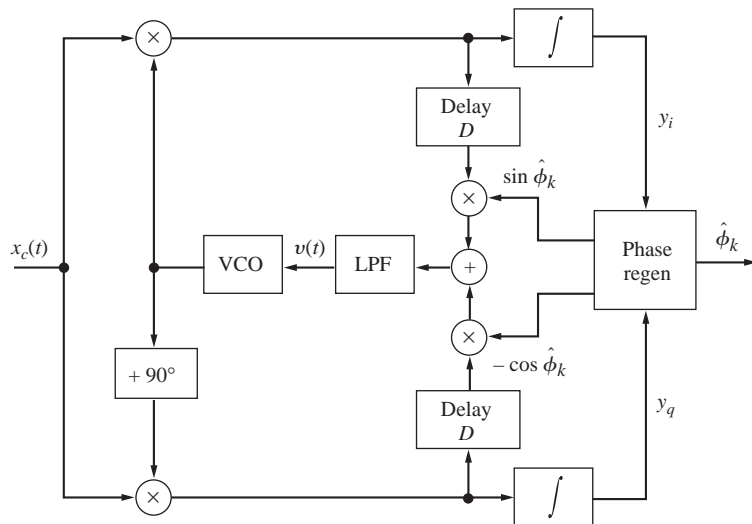 ×
∫
Delay
D
y_i
sin φ̂_k
×
x_c(t)
VCO
v(t)
LPF
+
Phase
regen
φ̂_k
×
+ 90°
– cos φ̂_k
Delay
D
y_q
×
∫